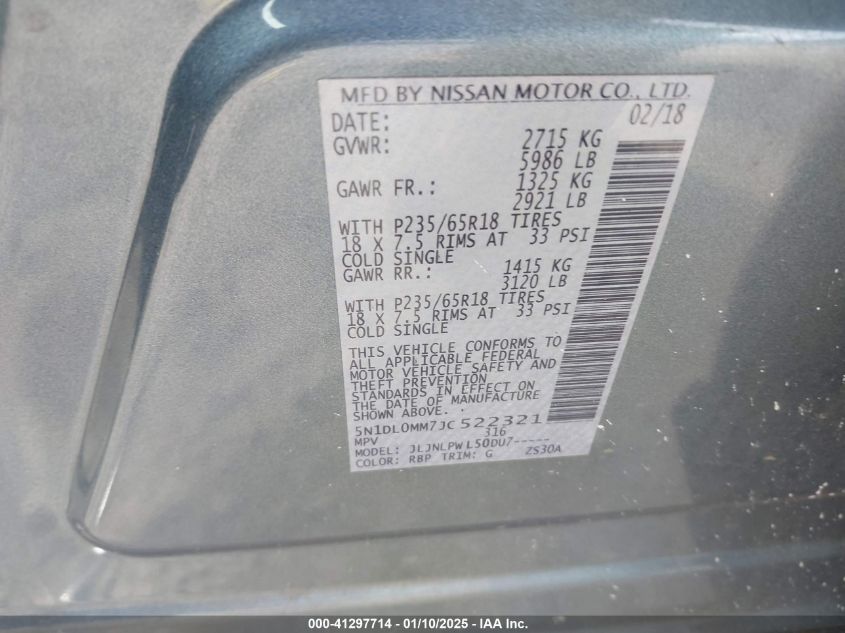 MFD BY NISSAN MOTOR CO., LTD.
DATE: 02/18
GVWR: 2715 KG
5986 LB
GAWR FR.: 1325 KG
2921 LB
WITH P235/65R18 TIRES
18 X 7.5 RIMS AT 33 PSI
COLD SINGLE
GAWR RR.: 1415 KG
3120 LB
WITH P235/65R18 TIRES
18 X 7.5 RIMS AT 33 PSI
COLD SINGLE
THIS VEHICLE CONFORMS TO
ALL APPLICABLE FEDERAL
MOTOR VEHICLE SAFETY AND
THEFT PREVENTION
STANDARDS IN EFFECT ON
THE DATE OF MANUFACTURE
SHOWN ABOVE.
5N1DL0MM7JC522321
MPV 316
MODEL: JLJNLPWL50DU7-----
COLOR: RBP TRIM: G ZS30A
000-41297714 - 01/10/2025 - IAA Inc.